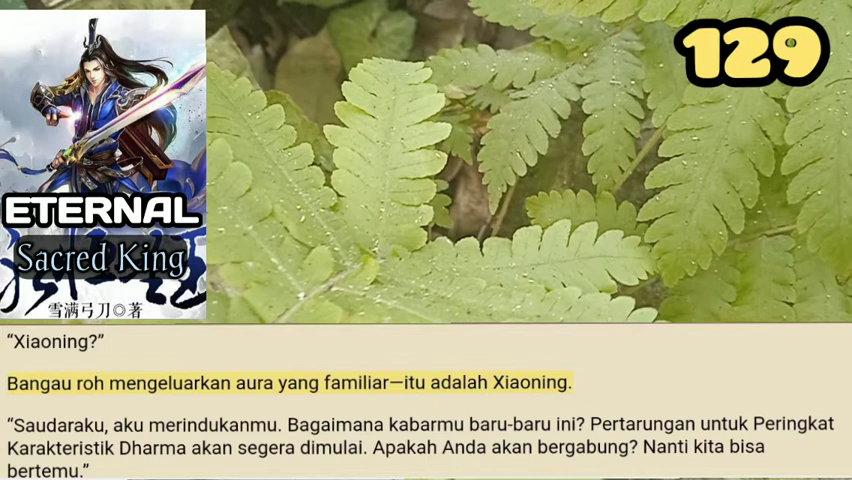 129
ETERNAL
Sacred King
雪满弓刀◎著
“Xiaoning?”
Bangau roh mengeluarkan aura yang familiar—itu adalah Xiaoning.
“Saudaraku, aku merindukanmu. Bagaimana kabarmu baru-baru ini? Pertarungan untuk Peringkat
Karakteristik Dharma akan segera dimulai. Apakah Anda akan bergabung? Nanti kita bisa
bertemu.”